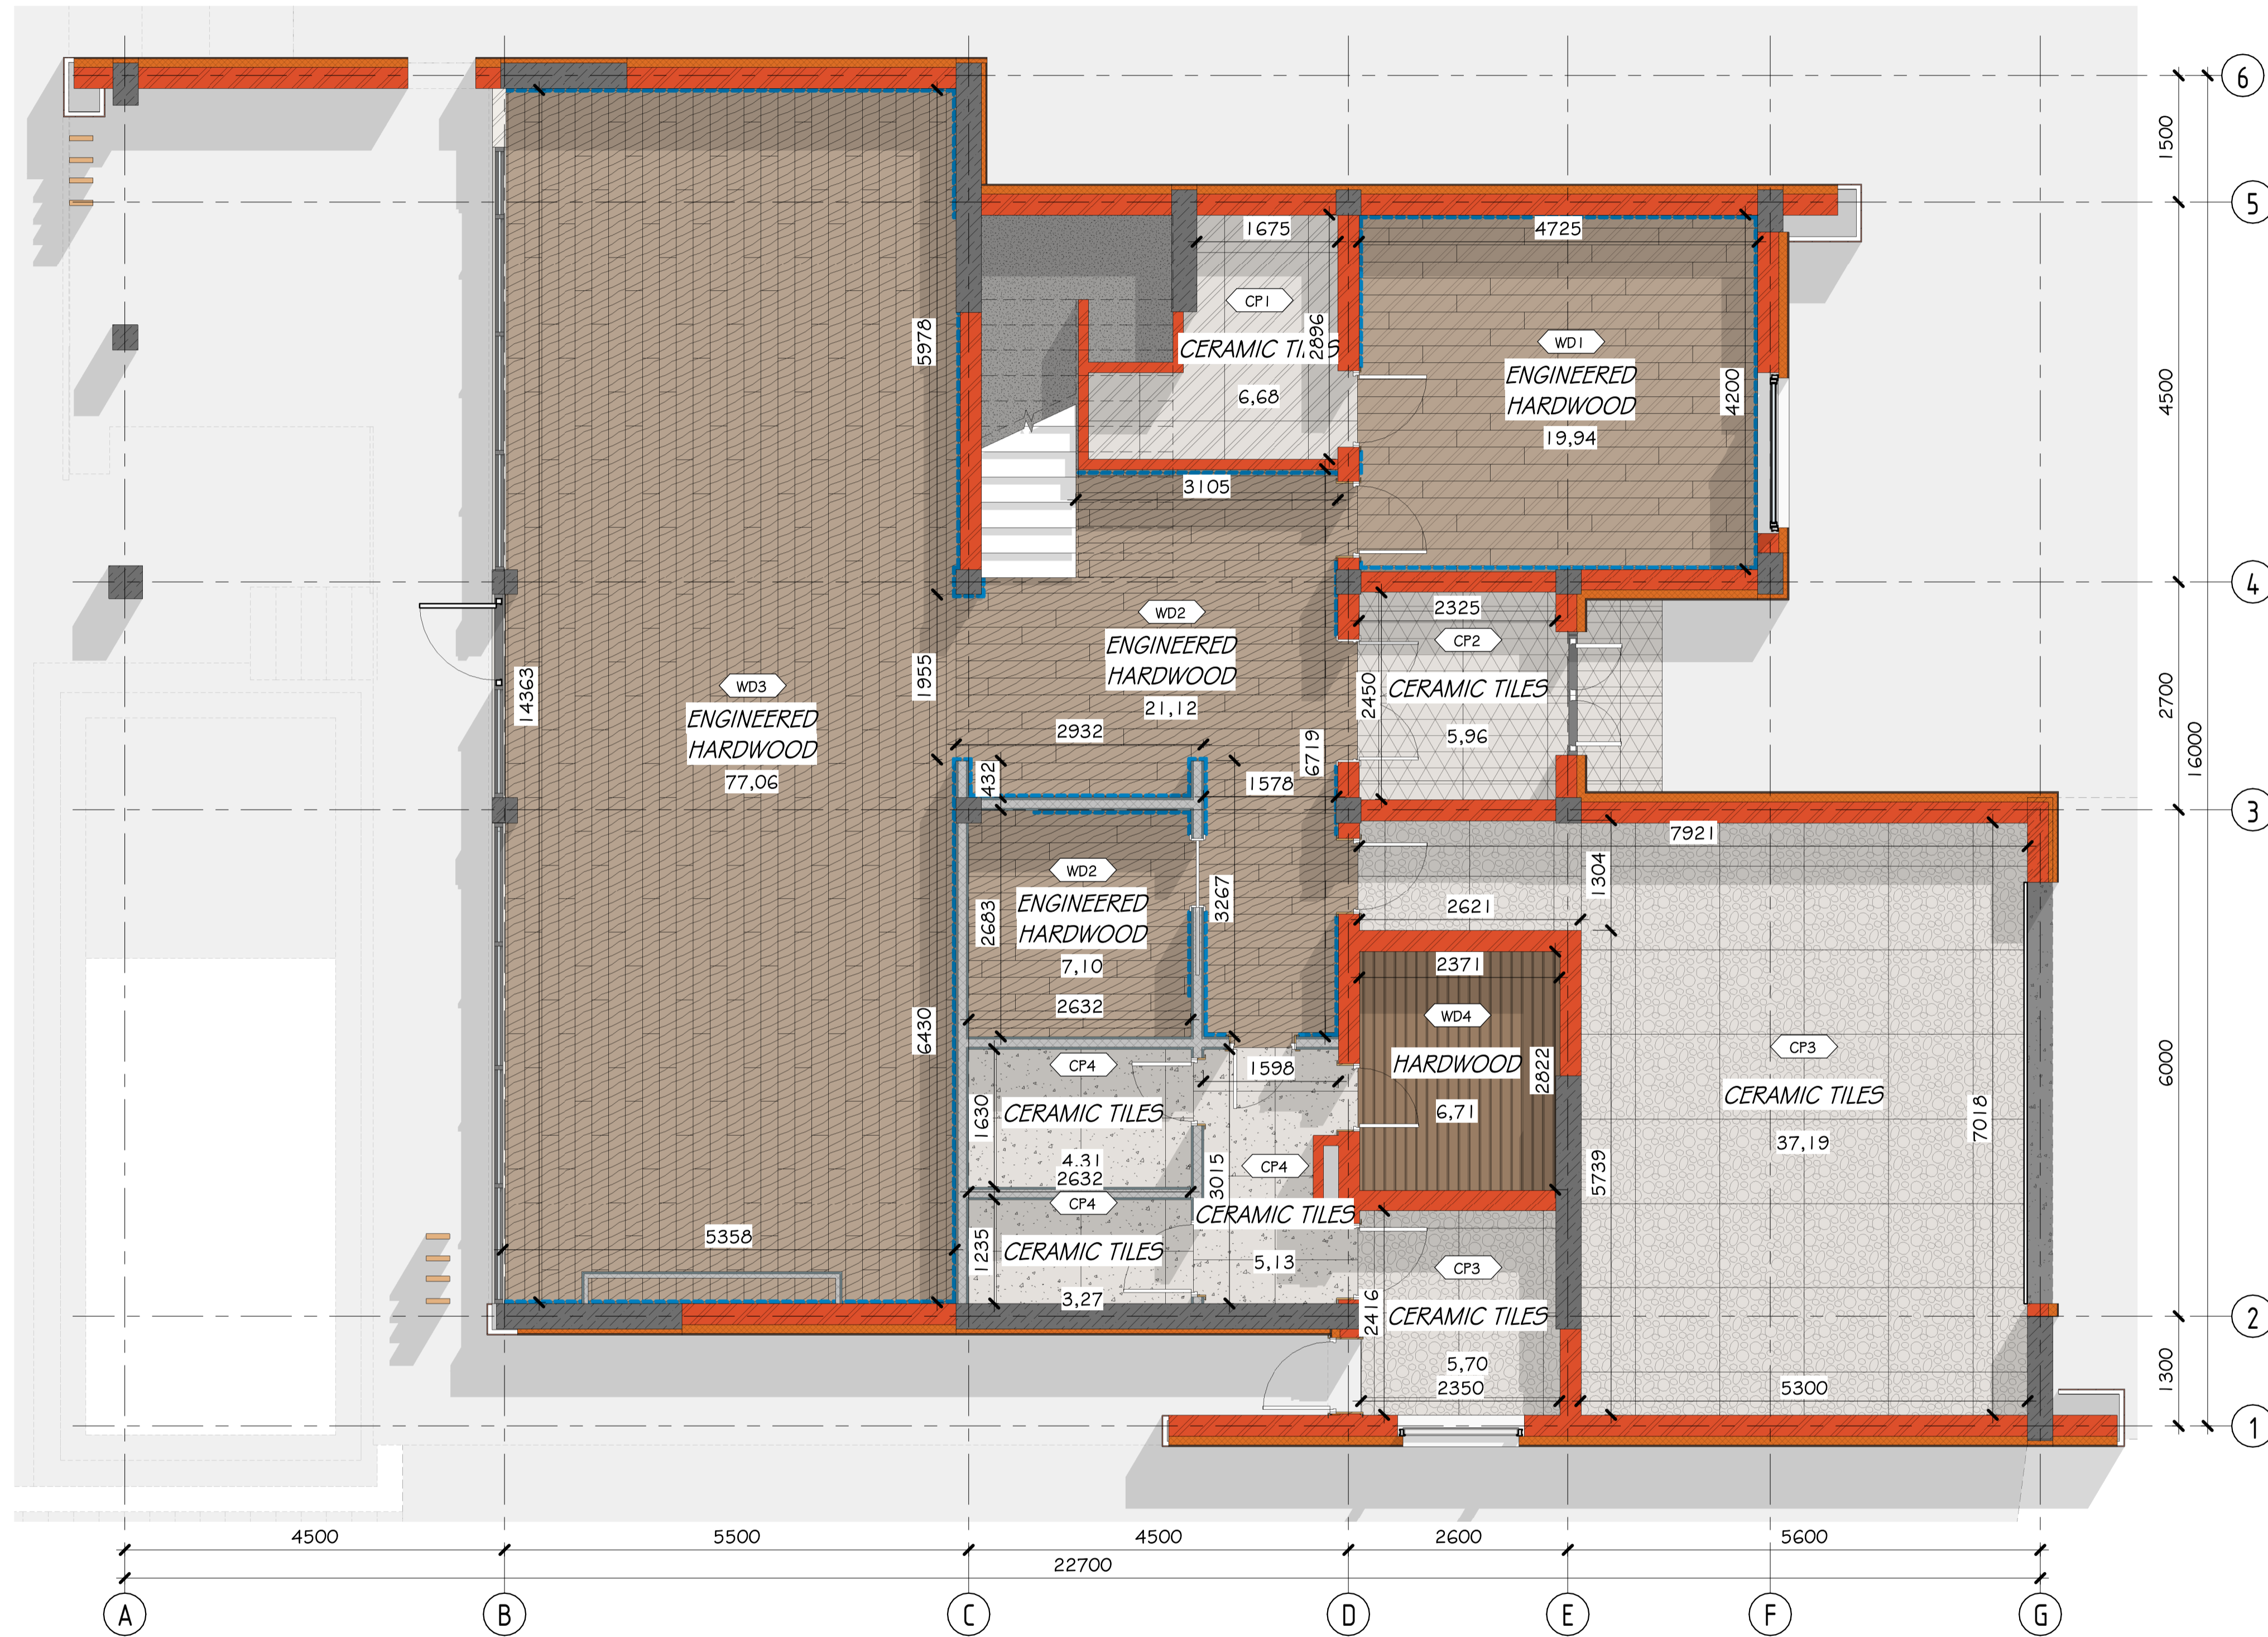 6
1500
5
1675
4725
CP1
2896
CERAMIC TILES
6,68
WD1
ENGINEERED
HARDWOOD
4200
19,94
4500
5978
3105
4
WD2
ENGINEERED
HARDWOOD
21,12
2325
CP2
CERAMIC TILES
2450
5,96
2700
16000
14363
WD3
ENGINEERED
HARDWOOD
77,06
1955
2932
432
1578
6719
3
7921
1304
2621
WD2
ENGINEERED
HARDWOOD
7,10
2683
2632
3267
2371
WD4
HARDWOOD
2822
6,71
CP3
CERAMIC TILES
37,19
7018
5739
6000
6430
CP4
CERAMIC TILES
1630
4.31
2632
1598
3015
CP4
CERAMIC TILES
5,13
CP4
CERAMIC TILES
1235
3,27
5358
CP3
CERAMIC TILES
2416
5,70
2350
5300
2
1300
1
4500
5500
4500
2600
5600
22700
A
B
C
D
E
F
G